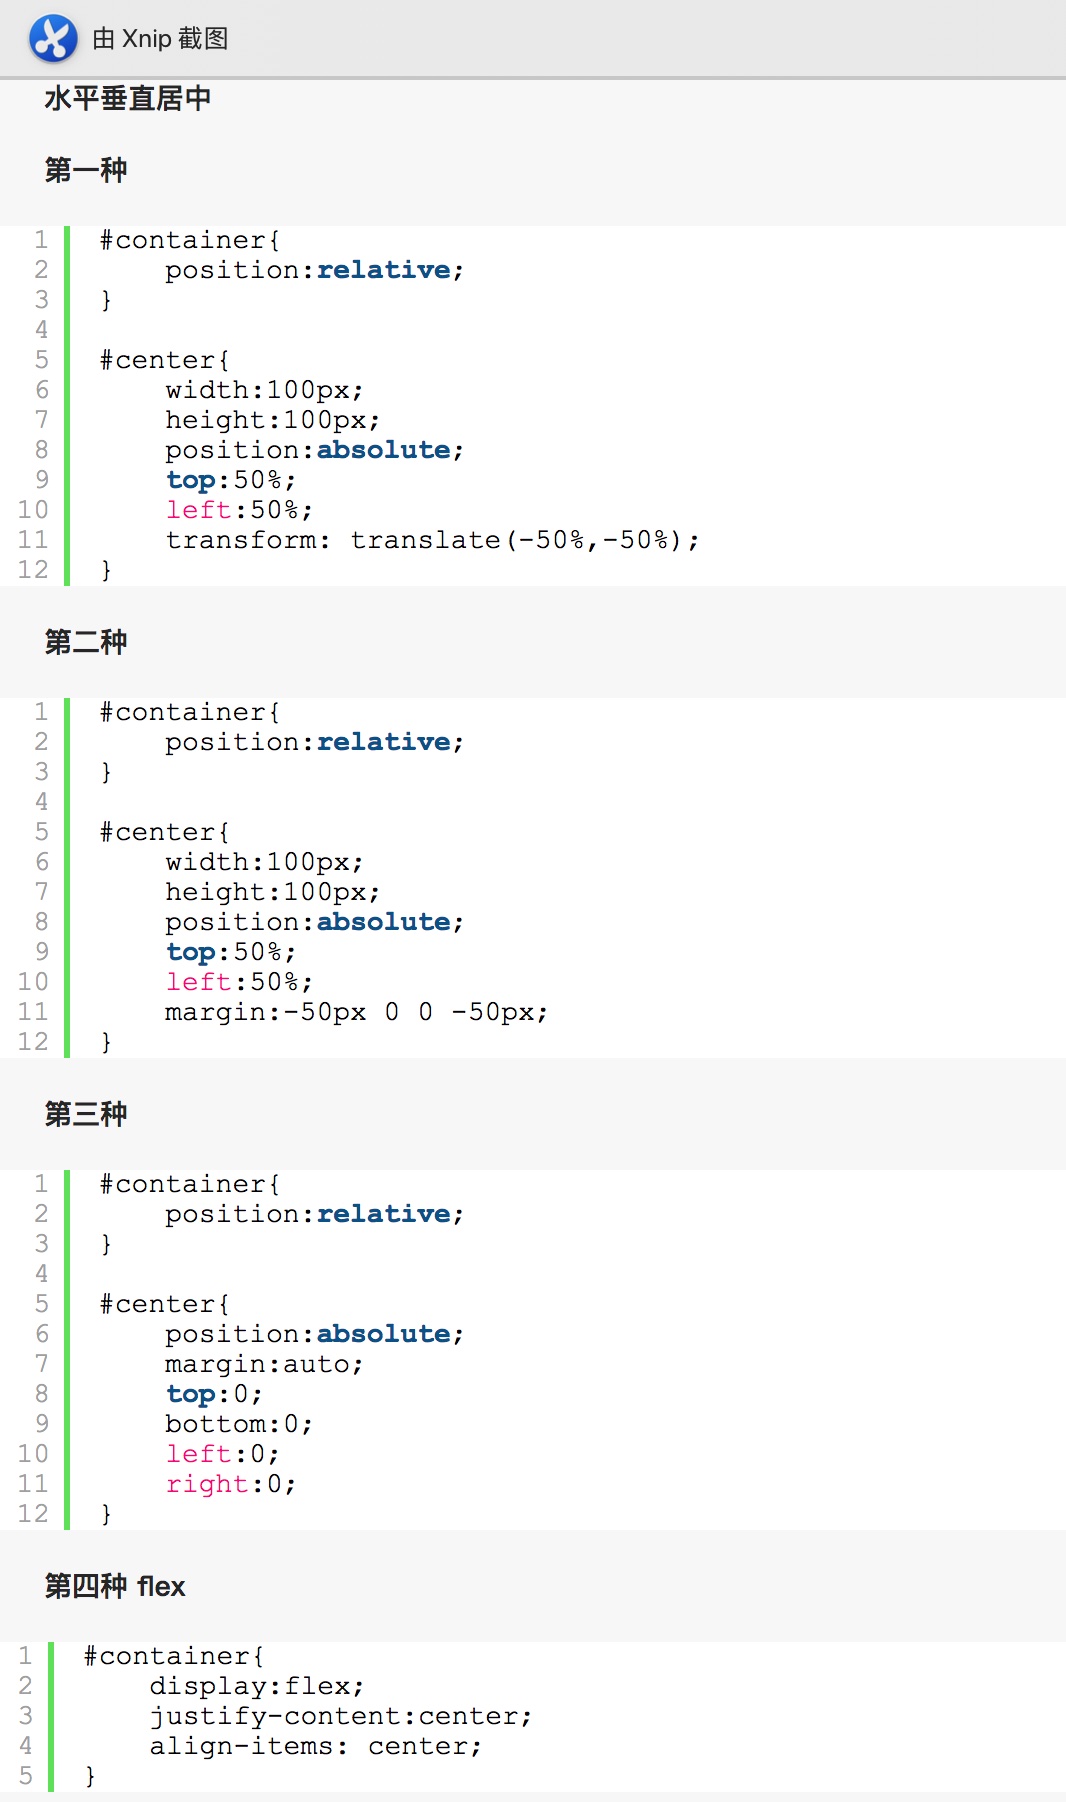 由 Xnip 截图
水平垂直居中
第一种
1 #container{
2     position:relative;
3 }
4
5 #center{
6     width:100px;
7     height:100px;
8     position:absolute;
9     top:50%;
10     left:50%;
11     transform: translate(-50%,-50%);
12 }
第二种
1 #container{
2     position:relative;
3 }
4
5 #center{
6     width:100px;
7     height:100px;
8     position:absolute;
9     top:50%;
10     left:50%;
11     margin:-50px 0 0 -50px;
12 }
第三种
1 #container{
2     position:relative;
3 }
4
5 #center{
6     position:absolute;
7     margin:auto;
8     top:0;
9     bottom:0;
10     left:0;
11     right:0;
12 }
第四种 flex
1 #container{
2     display:flex;
3     justify-content:center;
4     align-items: center;
5 }